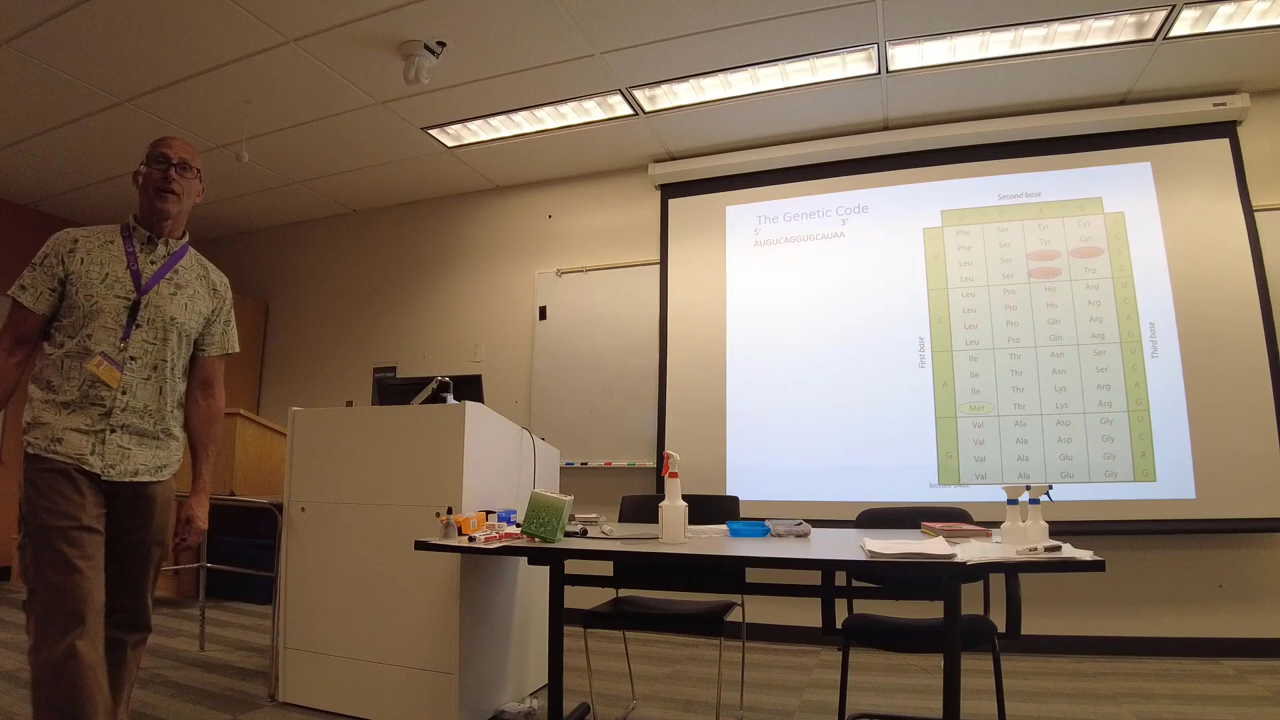 Second base
The Genetic Code
5' 3'
AUGUCAGGUGCAUAA
U C A G
U Phe Ser Tyr Cys U
Phe Ser Tyr Cys C
Leu Ser A
Leu Ser Trp G
C Leu Pro His Arg U
Leu Pro His Arg C
Leu Pro Gln Arg A
Leu Pro Gln Arg G
A Ile Thr Asn Ser U
Ile Thr Asn Ser C
Ile Thr Lys Arg A
Met Thr Lys Arg G
G Val Ala Asp Gly U
Val Ala Asp Gly C
Val Ala Glu Gly A
Val Ala Glu Gly G
First base
Third base